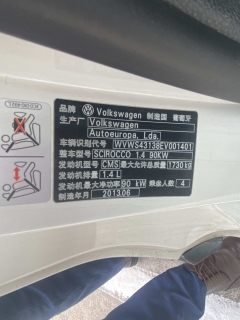 品牌 Volkswagen 制造国 葡萄牙
生产厂 Volkswagen
Autoeuropa, Lda.
车辆识别代号 WVWS43138EV001401
整车型号 SCIROCCO 1.4 90KW
发动机型号 CMS 最大允许总质量 1730kg
发动机排量 1.4 L
发动机最大净功率 90 kW 乘坐人数 4
制造年月 2013.06